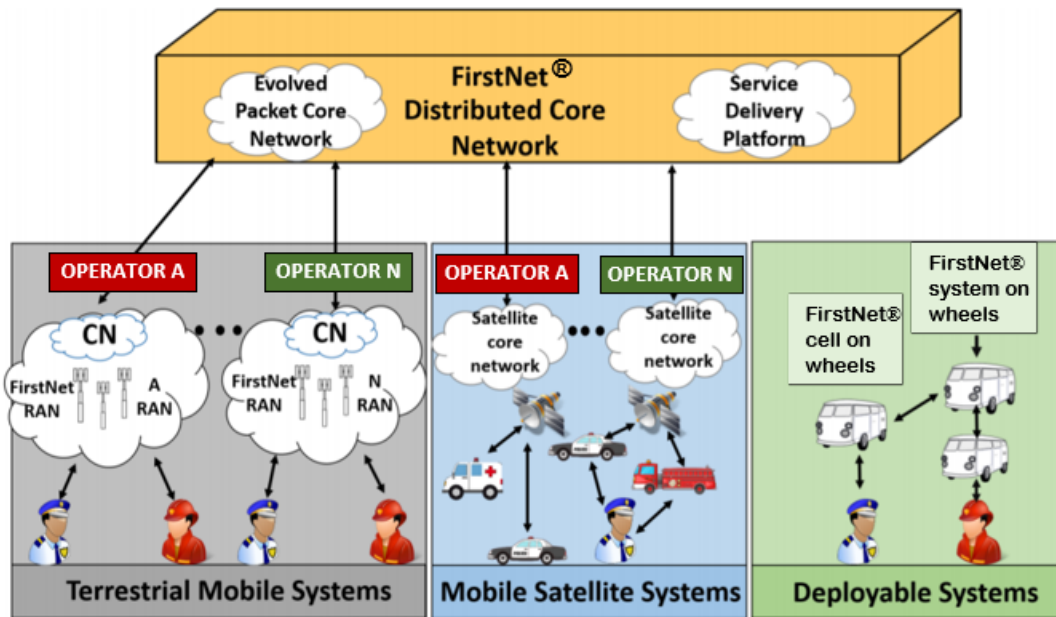 Evolved
Packet Core
Network
FirstNet®
Distributed Core
Network
Service
Delivery
Platform
OPERATOR A
OPERATOR N
OPERATOR A
OPERATOR N
FirstNet®
cell on
wheels
FirstNet®
system on
wheels
CN
FirstNet
RAN
A
RAN
CN
FirstNet
RAN
N
RAN
Satellite
core
network
Satellite
core
network
Terrestrial Mobile Systems
Mobile Satellite Systems
Deployable Systems